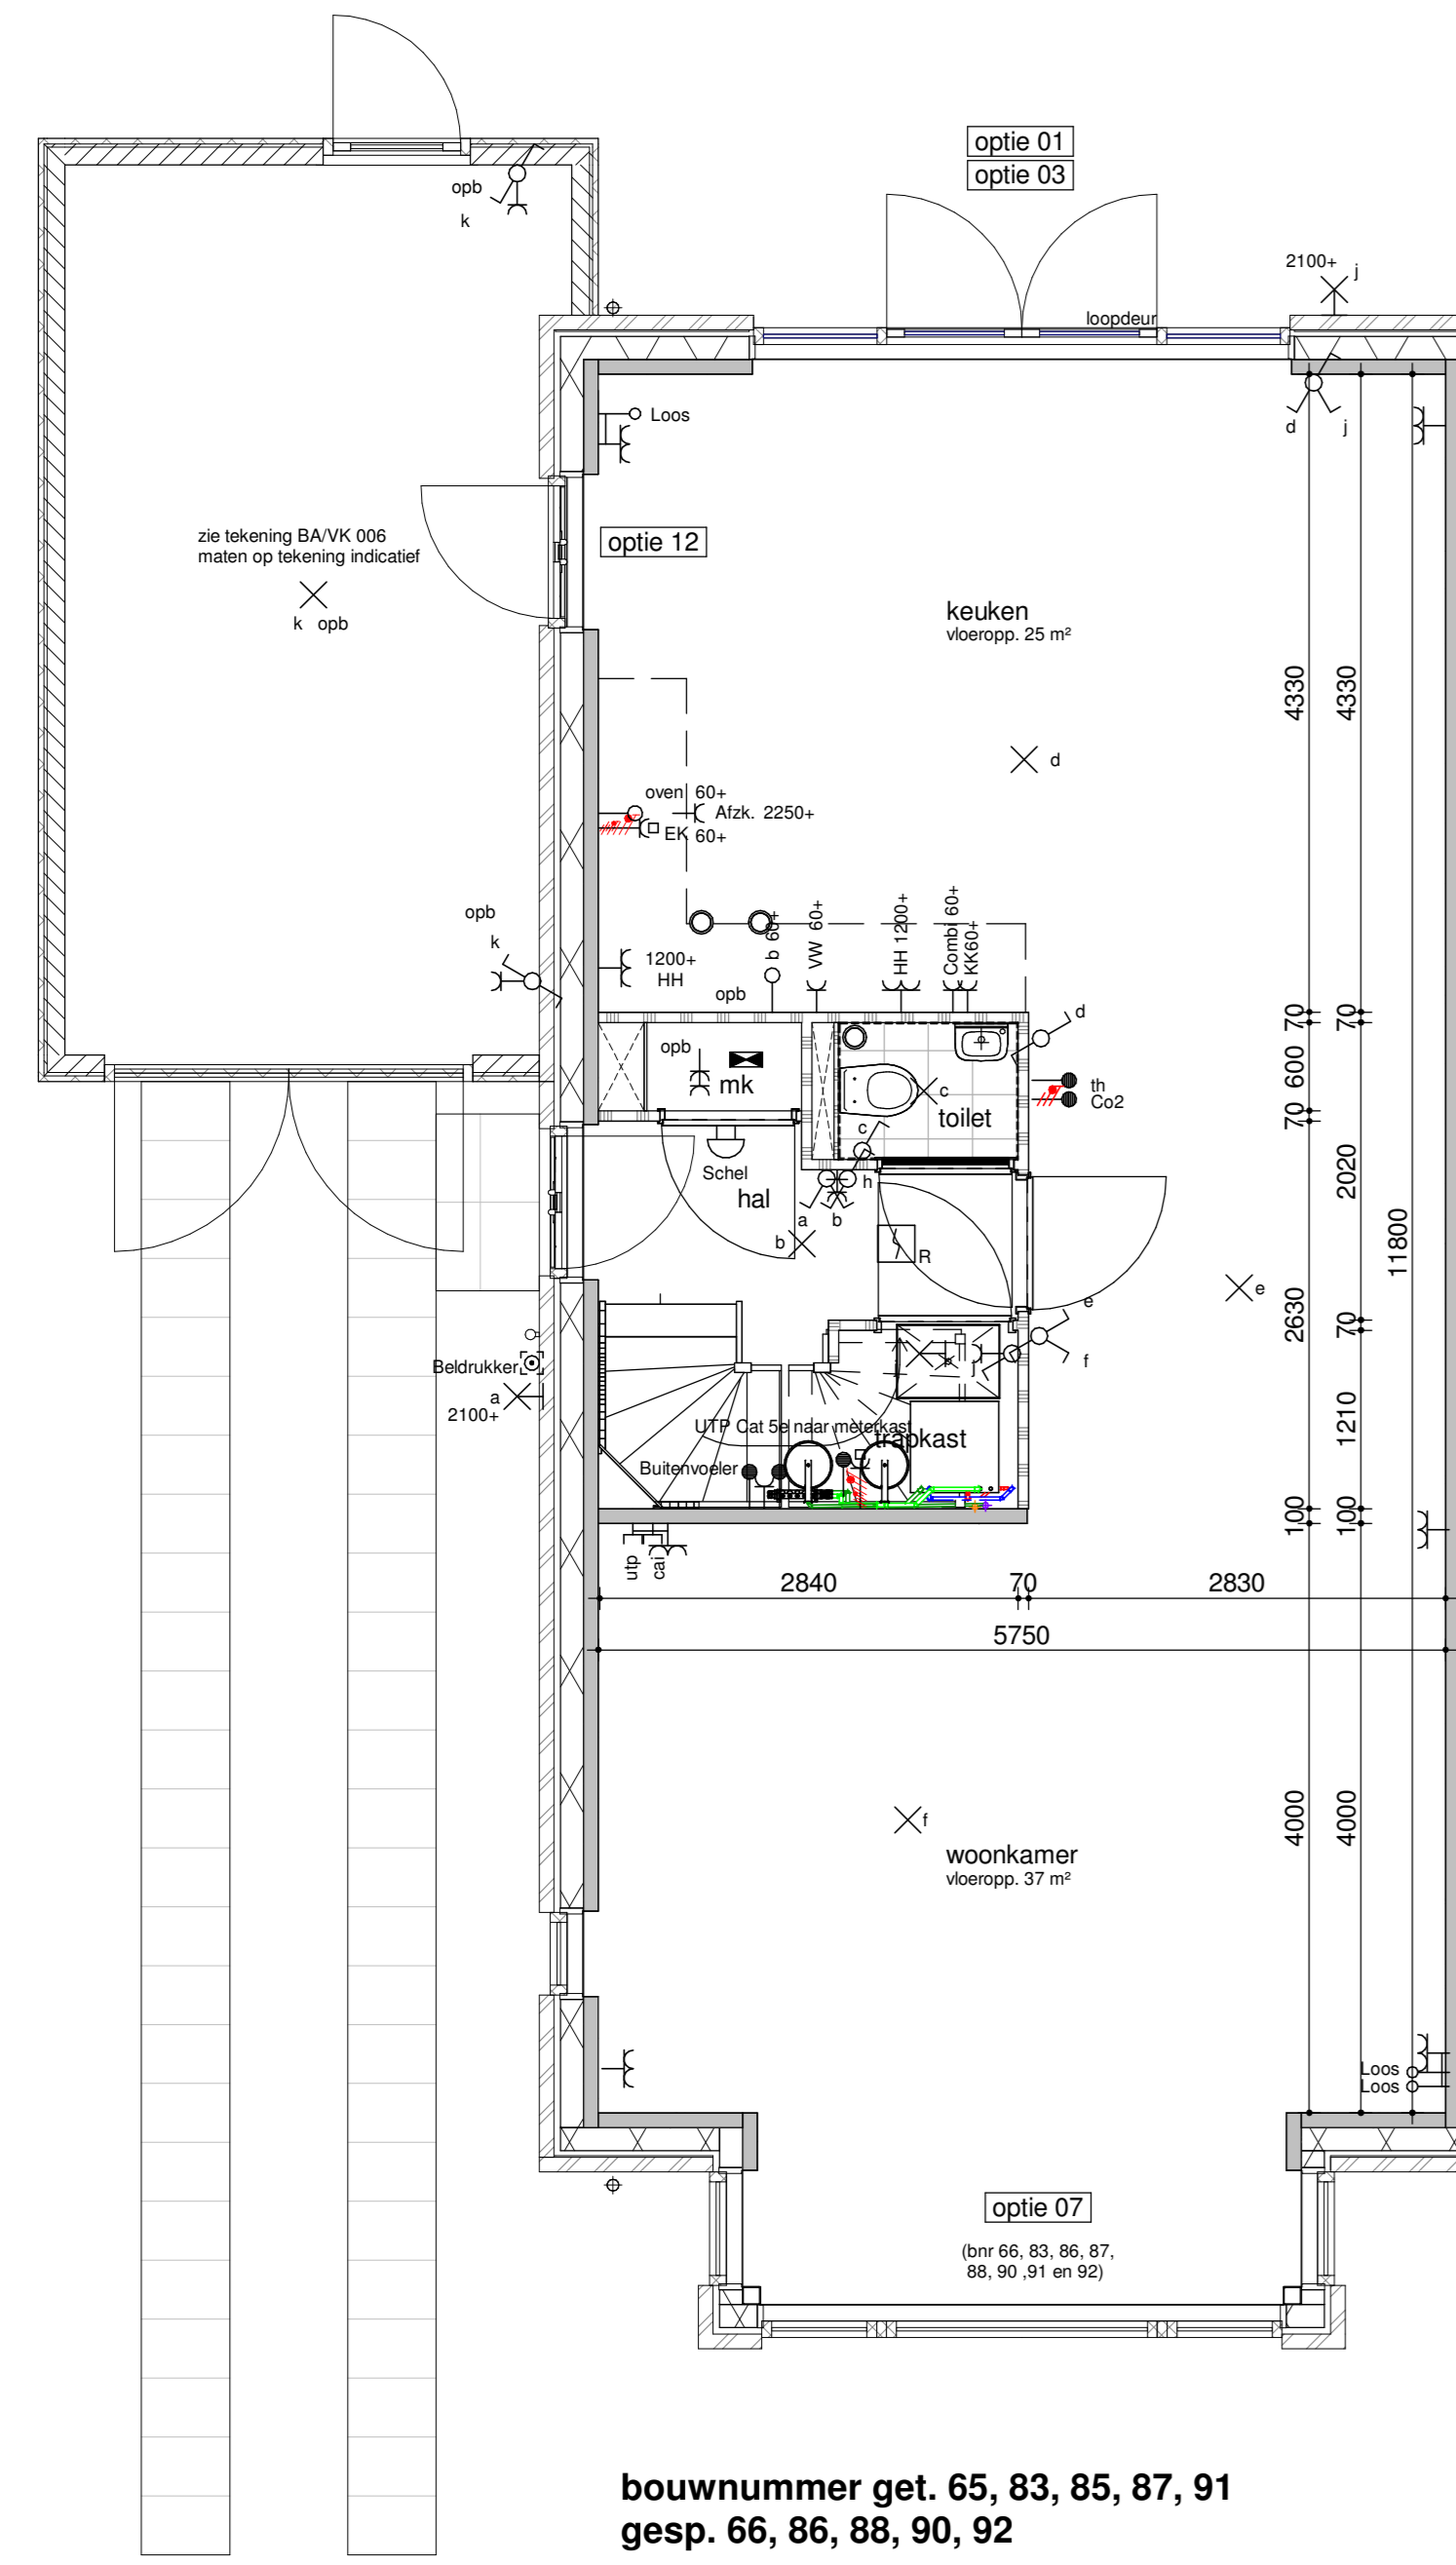 optie 01
optie 03
opb
k
2100+
j
loopdeur
d
j
Loos
zie tekening BA/VK 006
maten op tekening indicatief
k opb
optie 12
keuken
vloeropp. 25 m²
4330
4330
d
oven 60+
Afzk. 2250+
EK 60+
opb
k
1200+
HH
b 60+
VW 60+
HH 1200+
Combi 60+
KK60+
opb
d
70
70
opb
mk
c
toilet
th
Co2
600
70
c
Schel
hal
h
a
b
b
R
2020
11800
e
e
f
2630
70
Beldrukker
a
2100+
UTP Cat 5e naar meterkast
trapkast
Buitenvoeler
1210
100
100
utp
cai
2840
70
2830
5750
4000
4000
f
woonkamer
vloeropp. 37 m²
Loos
Loos
optie 07
(bnr 66, 83, 86, 87,
88, 90 ,91 en 92)
bouwnummer get. 65, 83, 85, 87, 91
gesp. 66, 86, 88, 90, 92